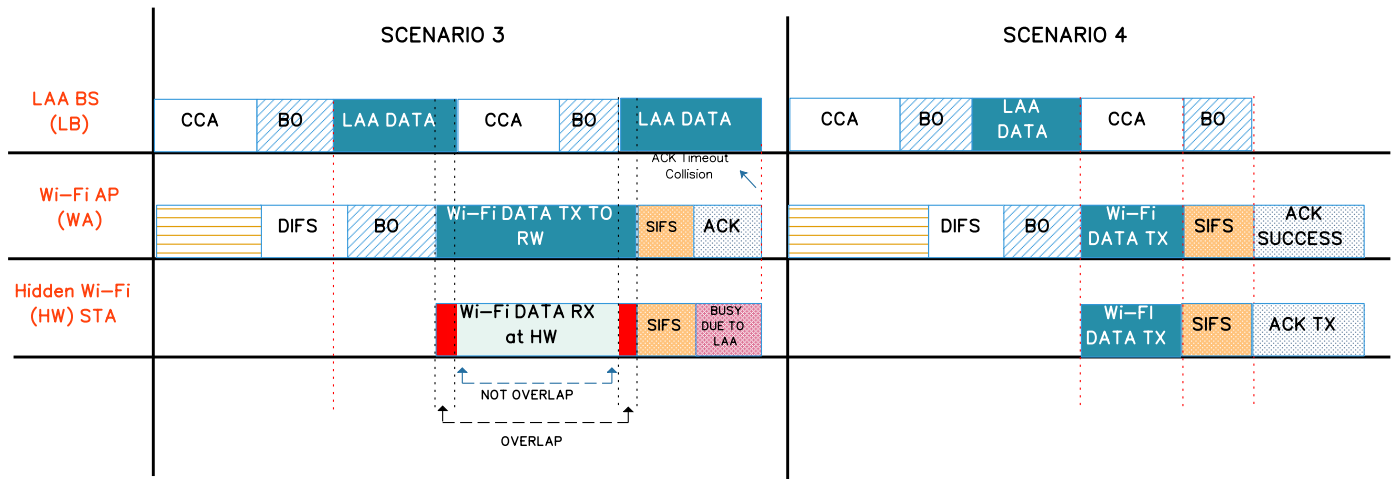 SCENARIO 3
SCENARIO 4
LAA BS
(LB)
CCA
BO
LAA DATA
CCA
BO
LAA DATA
CCA
BO
LAA
DATA
CCA
BO
ACK Timeout
Collision
Wi–Fi AP
(WA)
DIFS
BO
Wi–Fi DATA TX TO
RW
SIFS
ACK
DIFS
BO
Wi–Fi
DATA TX
SIFS
ACK
SUCCESS
Hidden Wi–Fi
(HW) STA
Wi–Fi DATA RX
at HW
SIFS
BUSY
DUE TO
LAA
Wi–FI
DATA TX
SIFS
ACK TX
NOT OVERLAP
OVERLAP